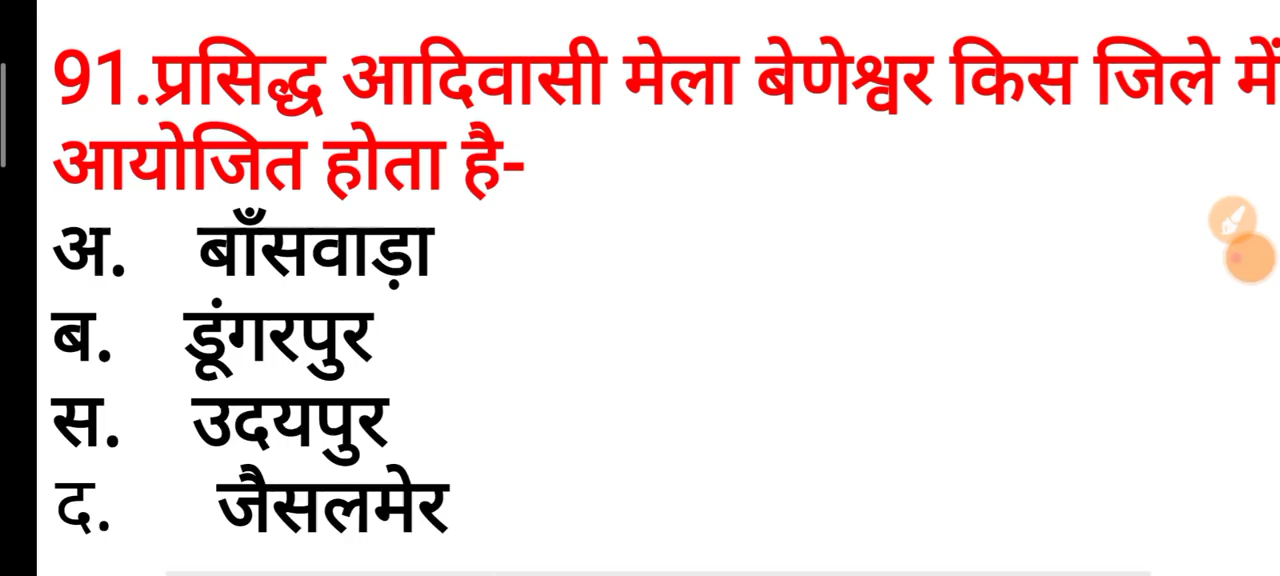 91.प्रसिद्ध आदिवासी मेला बेणेश्वर किस जिले में
आयोजित होता है-
अ. बाँसवाड़ा
ब. डूंगरपुर
स. उदयपुर
द. जैसलमेर